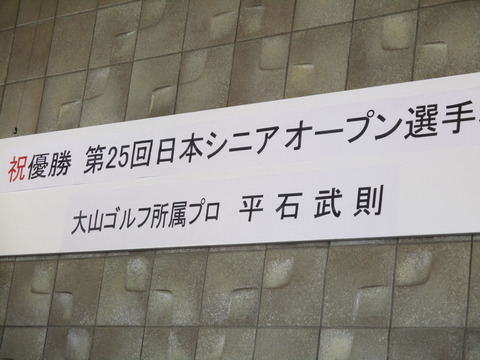 祝優勝 第25回日本シニアオープン選手
大山ゴルフ所属プロ 平石武則